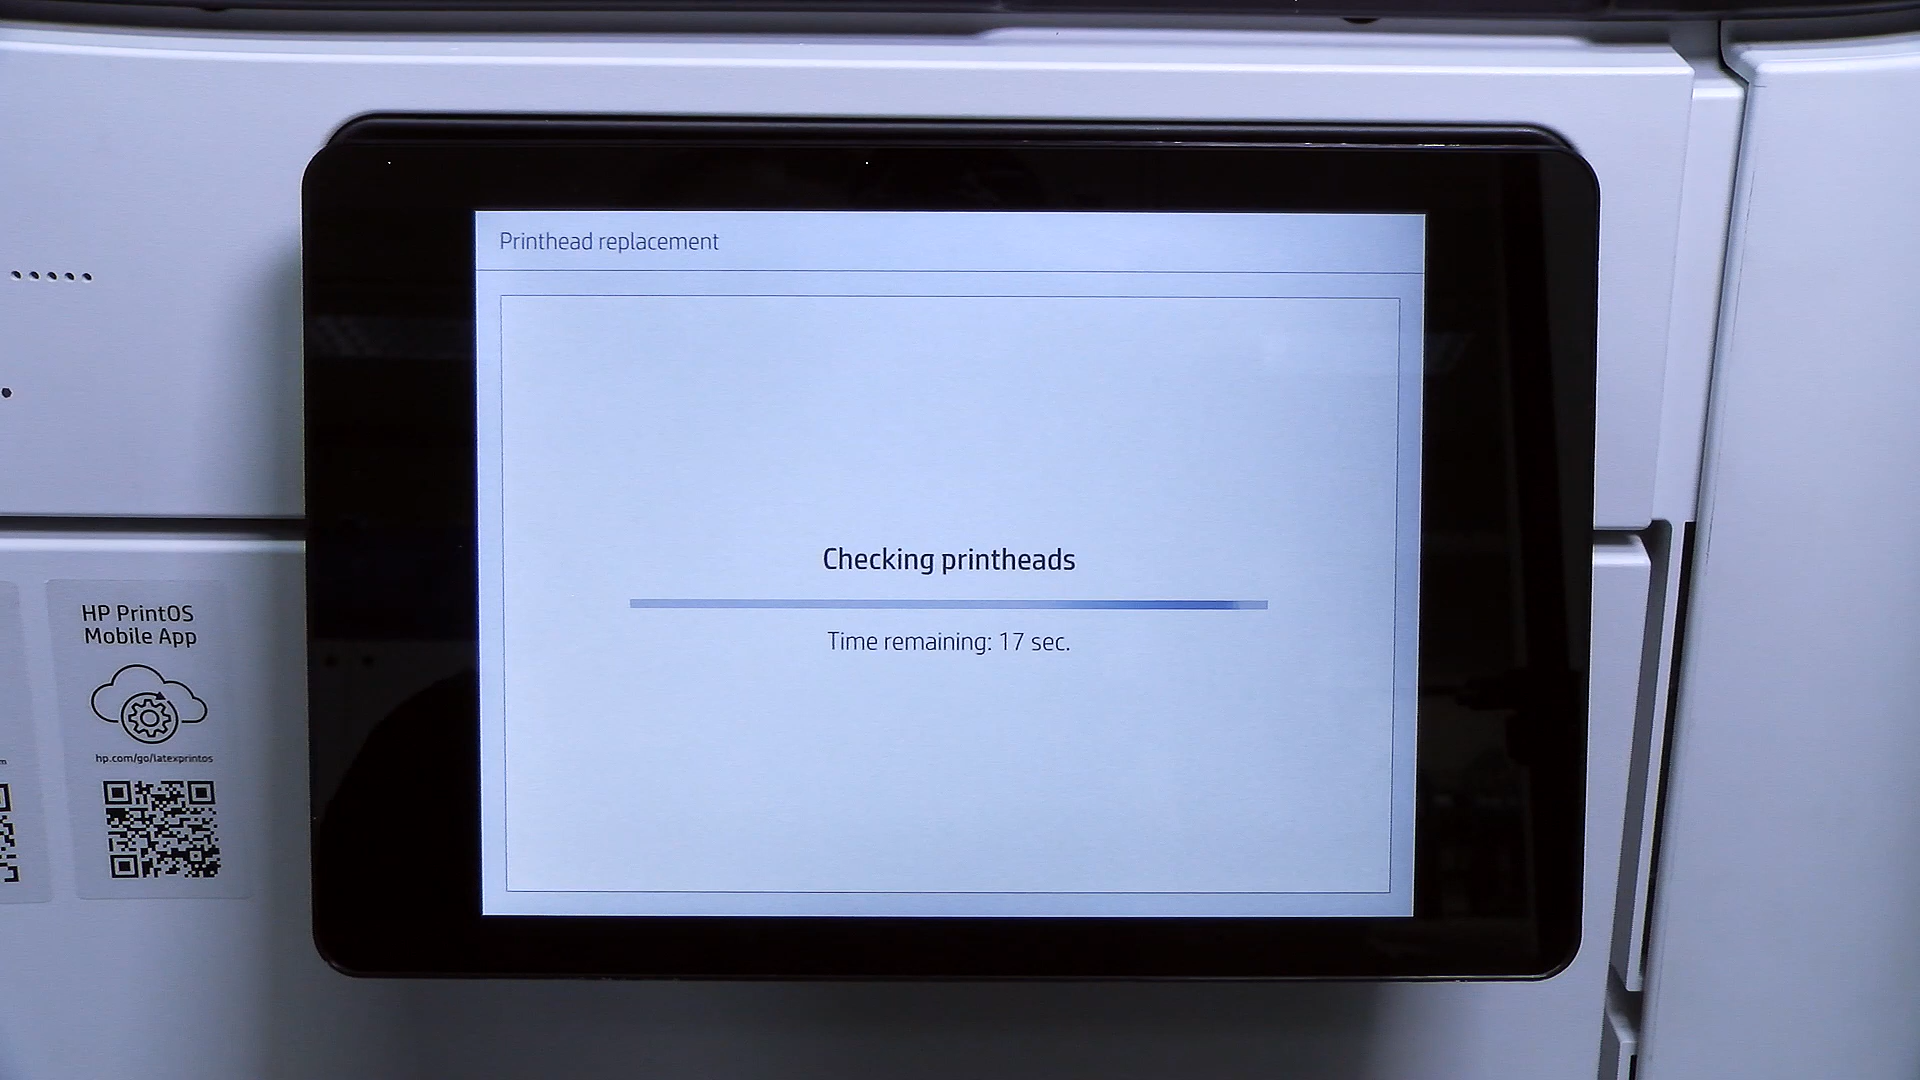 Printhead replacement
Checking printheads
Time remaining: 17 sec.
HP PrintOS
Mobile App
hp.com/go/latexprintos